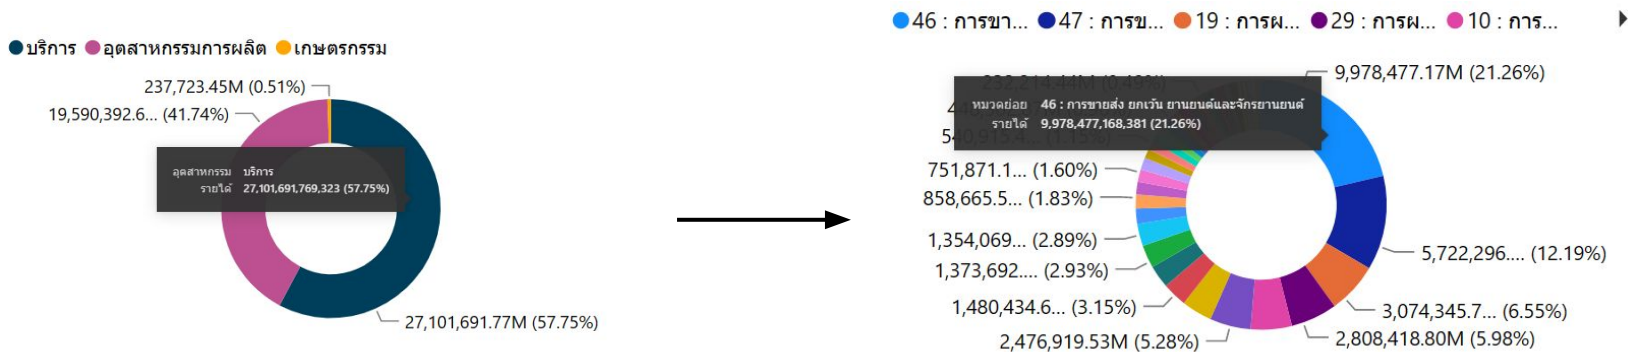 บริการ อุตสาหกรรมการผลิต เกษตรกรรม
237,723.45M (0.51%)
19,590,392.6... (41.74%)
อุตสาหกรรม บริการ
รายได้ 27,101,691,769,323 (57.75%)
27,101,691.77M (57.75%)
46 : การขา... 47 : การข... 19 : การผ... 29 : การผ... 10 : การ...
9,978,477.17M (21.26%)
หมวดย่อย 46 : การขายส่ง ยกเว้น ยานยนต์และจักรยานยนต์
รายได้ 9,978,477,168,381 (21.26%)
751,871.1... (1.60%)
858,665.5... (1.83%)
1,354,069... (2.89%)
1,373,692.... (2.93%)
1,480,434.6... (3.15%)
2,476,919.53M (5.28%)
5,722,296.... (12.19%)
3,074,345.7... (6.55%)
2,808,418.80M (5.98%)